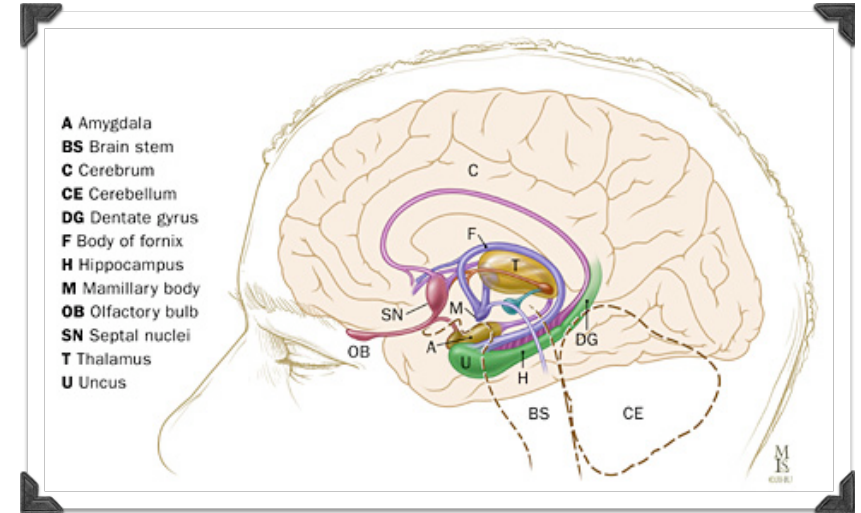 A Amygdala
BS Brain stem
C Cerebrum
CE Cerebellum
DG Dentate gyrus
F Body of fornix
H Hippocampus
M Mamillary body
OB Olfactory bulb
SN Septal nuclei
T Thalamus
U Uncus
C
F
T
SN
M
OB
A
DG
U
H
BS
CE